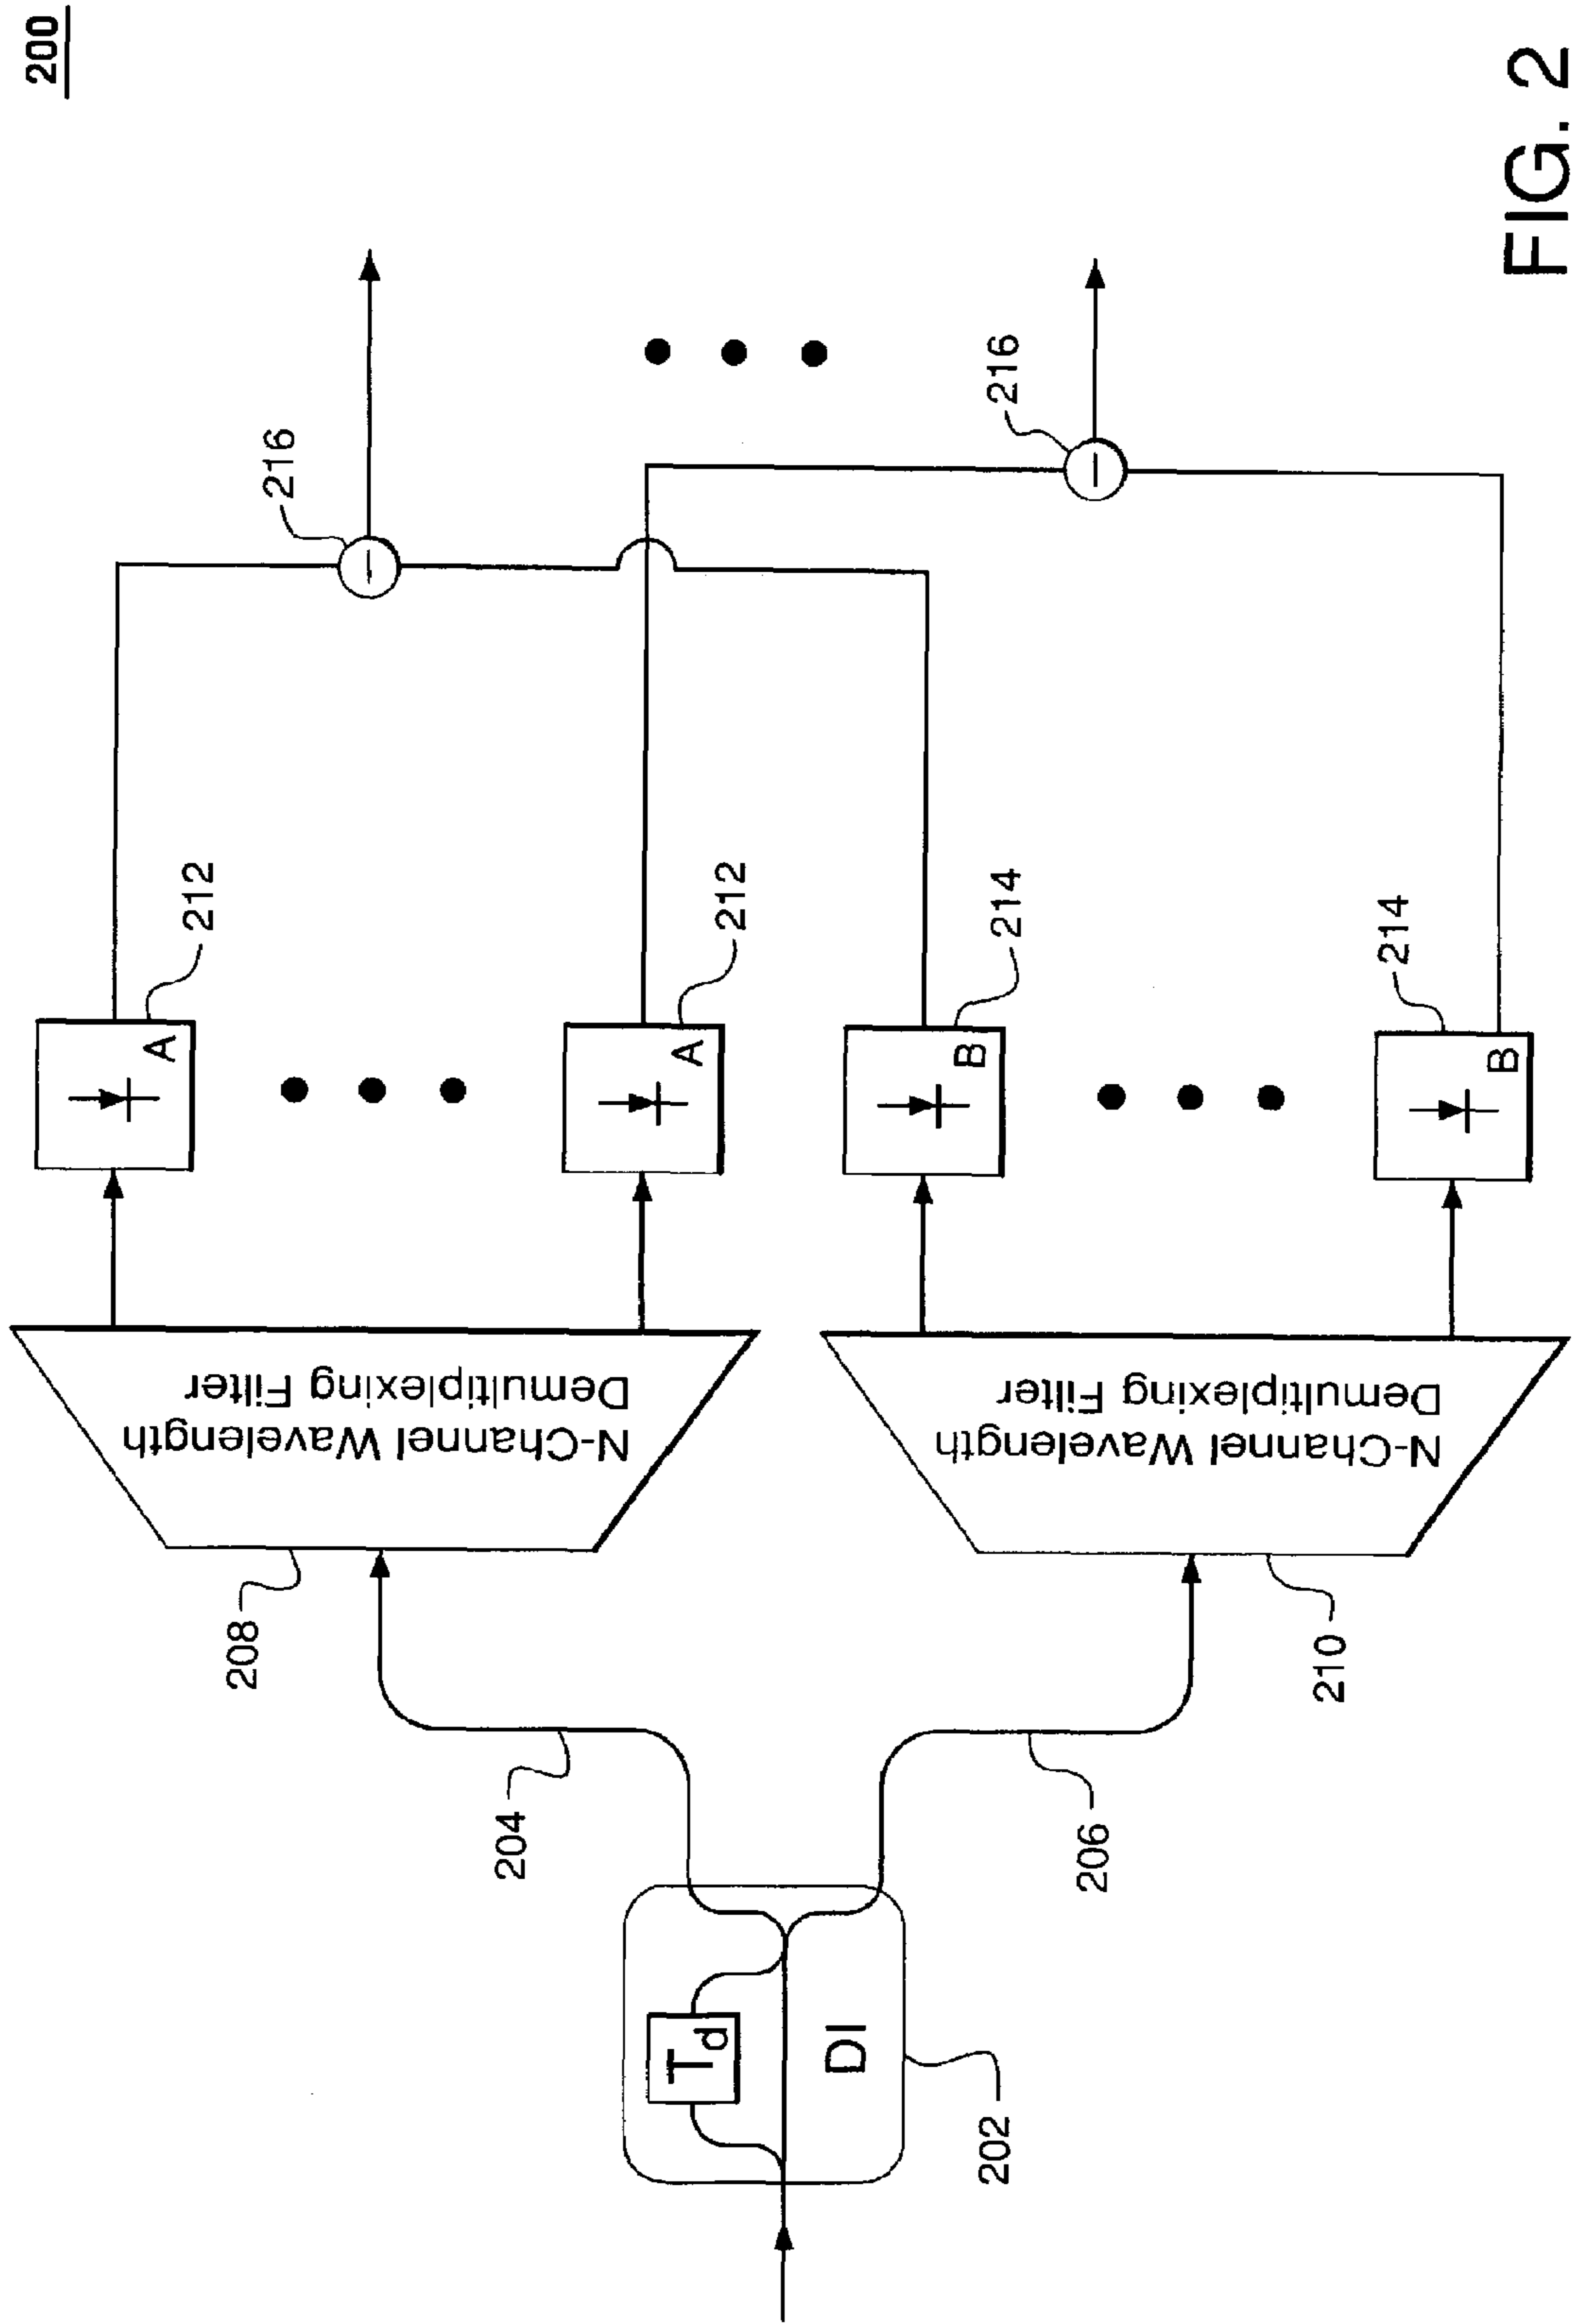 200
216
216
212
212
214
214
A
A
B
B
N-Channel Wavelength
Demultiplexing Filter
N-Channel Wavelength
Demultiplexing Filter
208
210
204
206
Td
DI
202
FIG. 2